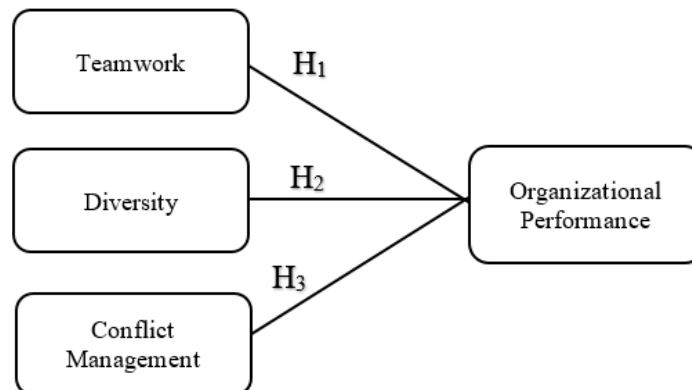 Teamwork
H₁
Diversity
H₂
Organizational
Performance
H₃
Conflict
Management